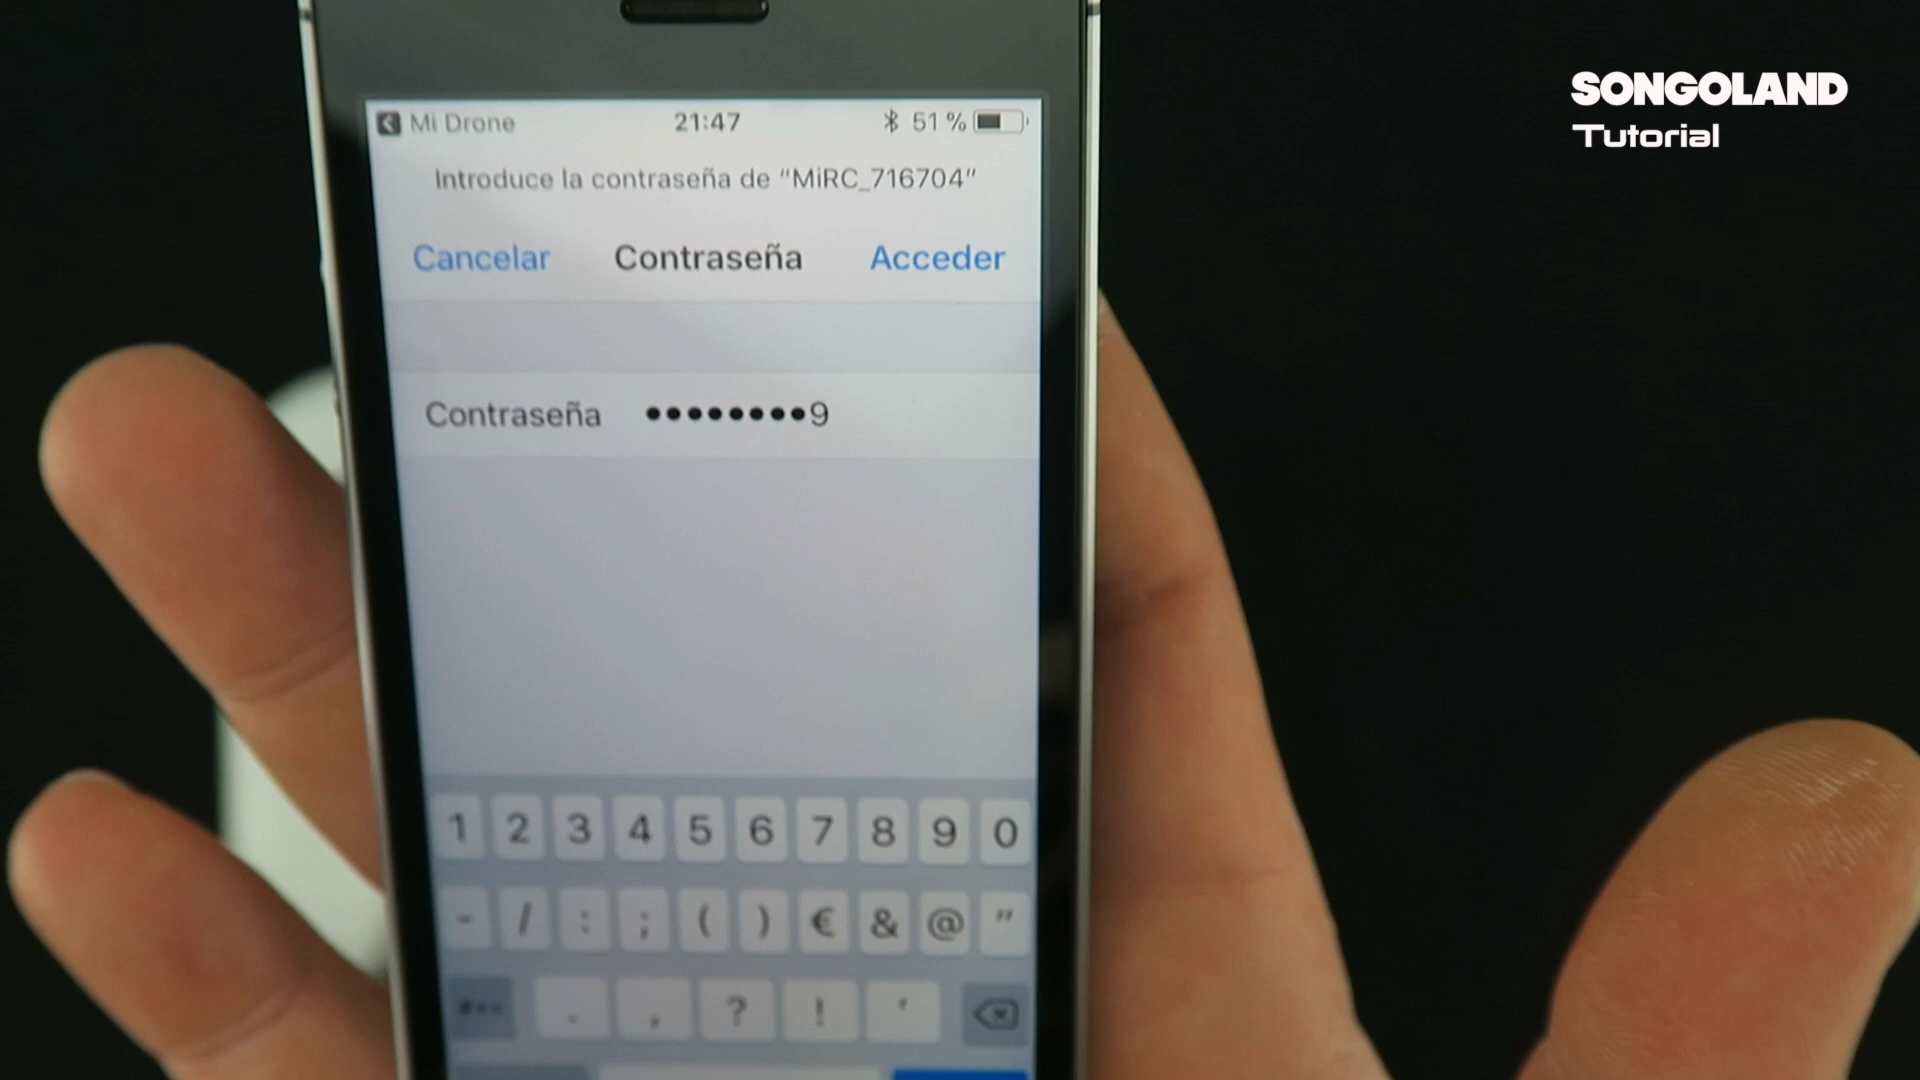 SONGOLAND
Tutorial
Mi Drone 21:47 51 %
Introduce la contraseña de “MiRC_716704”
Cancelar Contraseña Acceder
Contraseña ••••••••9
1 2 3 4 5 6 7 8 9 0
- / : ; ( ) € & @ "
#+= . , ? ! '